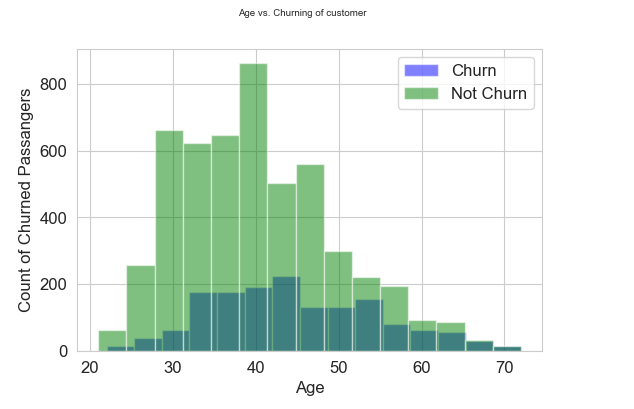 Age vs. Churning of customer
Churn
Not Churn
Count of Churned Passangers
800
600
400
200
0
20 30 40 50 60 70
Age